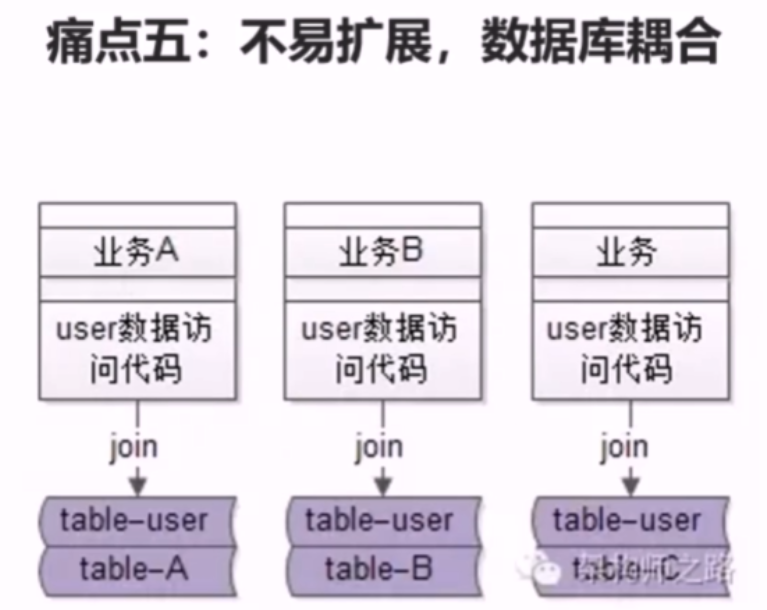 痛点五：不易扩展，数据库耦合
业务A
user数据访
问代码
join
table-user
table-A
业务B
user数据访
问代码
join
table-user
table-B
业务
user数据访
问代码
join
table-user
table-C
架构师之路